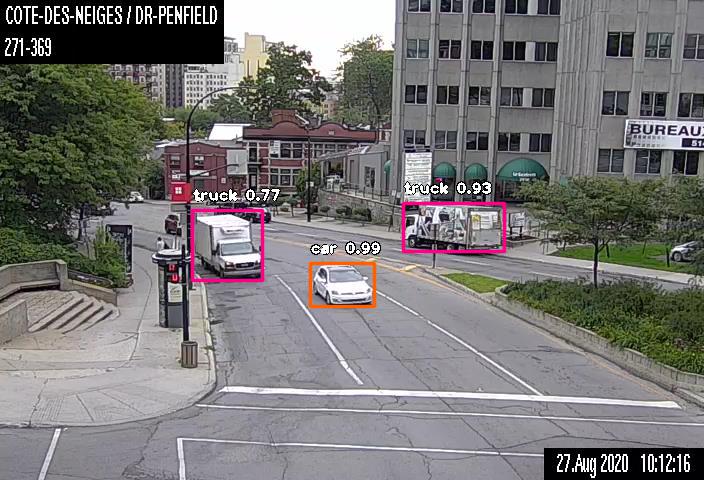 COTE-DES-NEIGES / DR-PENFIELD
271-369
truck 0.77
truck 0.93
car 0.99
BUREAUX
514
27.Aug 2020 10:12:16